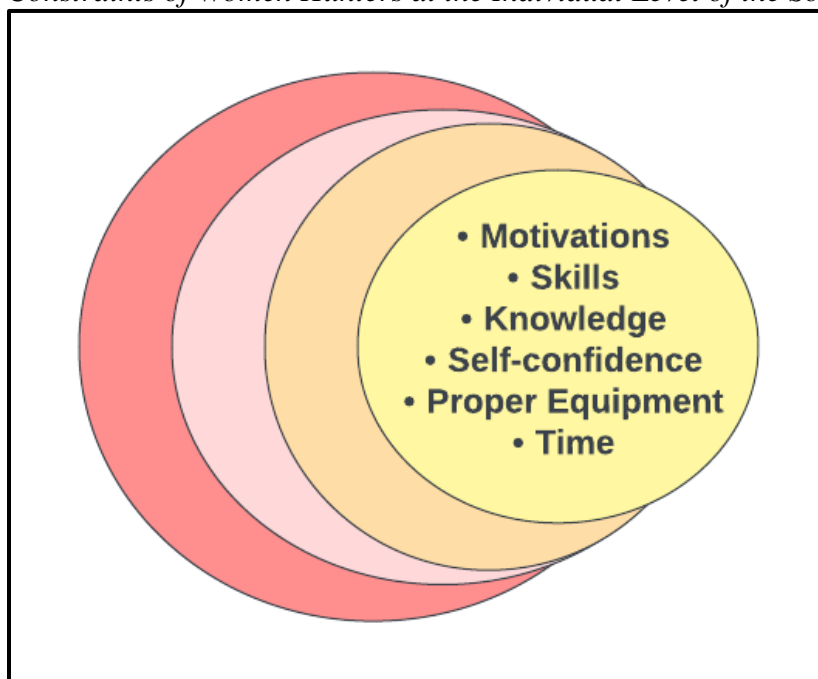 Constraints of Women Hunters at the Individual Level of the
• Motivations
• Skills
• Knowledge
• Self-confidence
• Proper Equipment
• Time